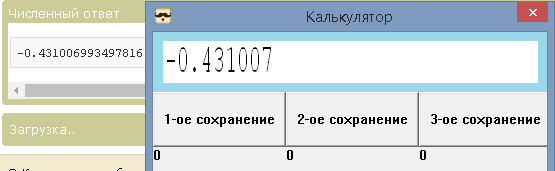 Численный ответ
-0.431006993497816
Загрузка..
Калькулятор
-0.431007
1-ое сохранение 2-ое сохранение 3-ое сохранение
0 0 0